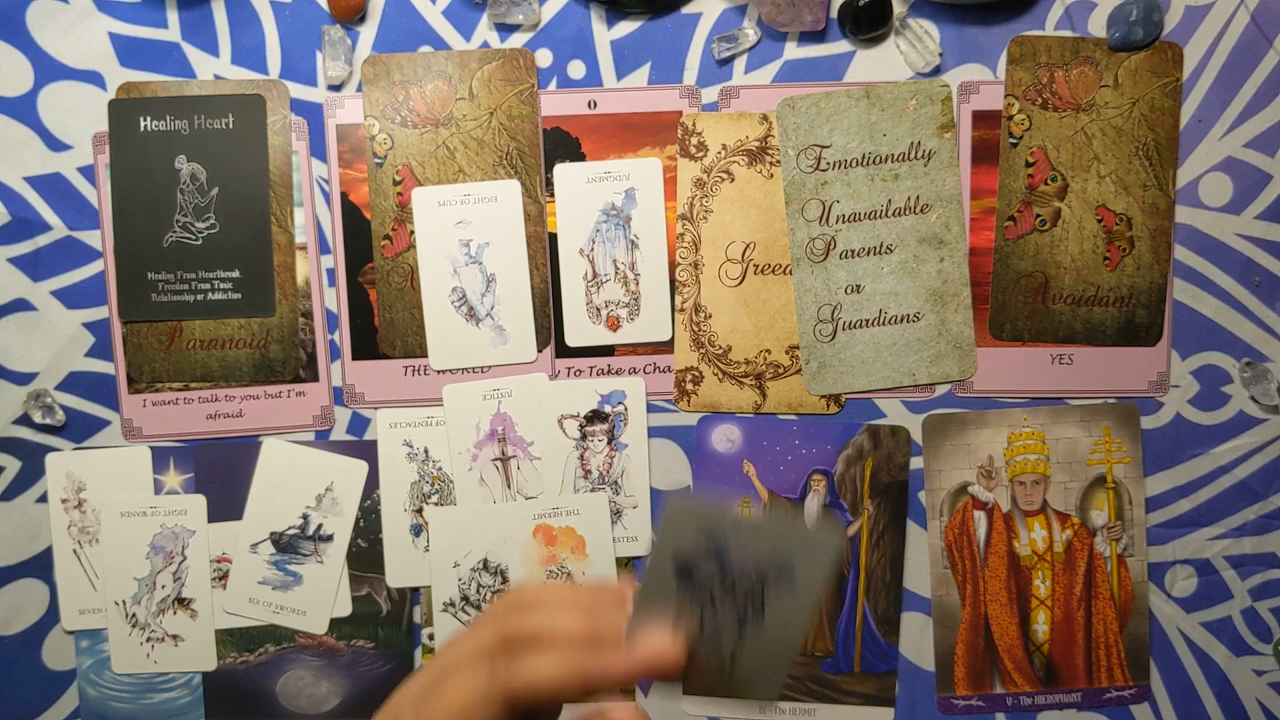 Healing Heart
Healing From Heartbreak.
Freedom From Toxic
Relationship or Addiction
Paranoid
I want to talk to you but I'm
afraid
EIGHT OF CUPS
THE WORLD
0
JUDGMENT
To Take a Cha
Greed
Emotionally
Unavailable
Parents
or
Guardians
Avoidant
YES
SEVEN
EIGHT OF WANDS
SIX OF SWORDS
OF PENTACLES
JUSTICE
ESTESS
THE HERMIT
IX - The HERMIT
V - The HIEROPHANT